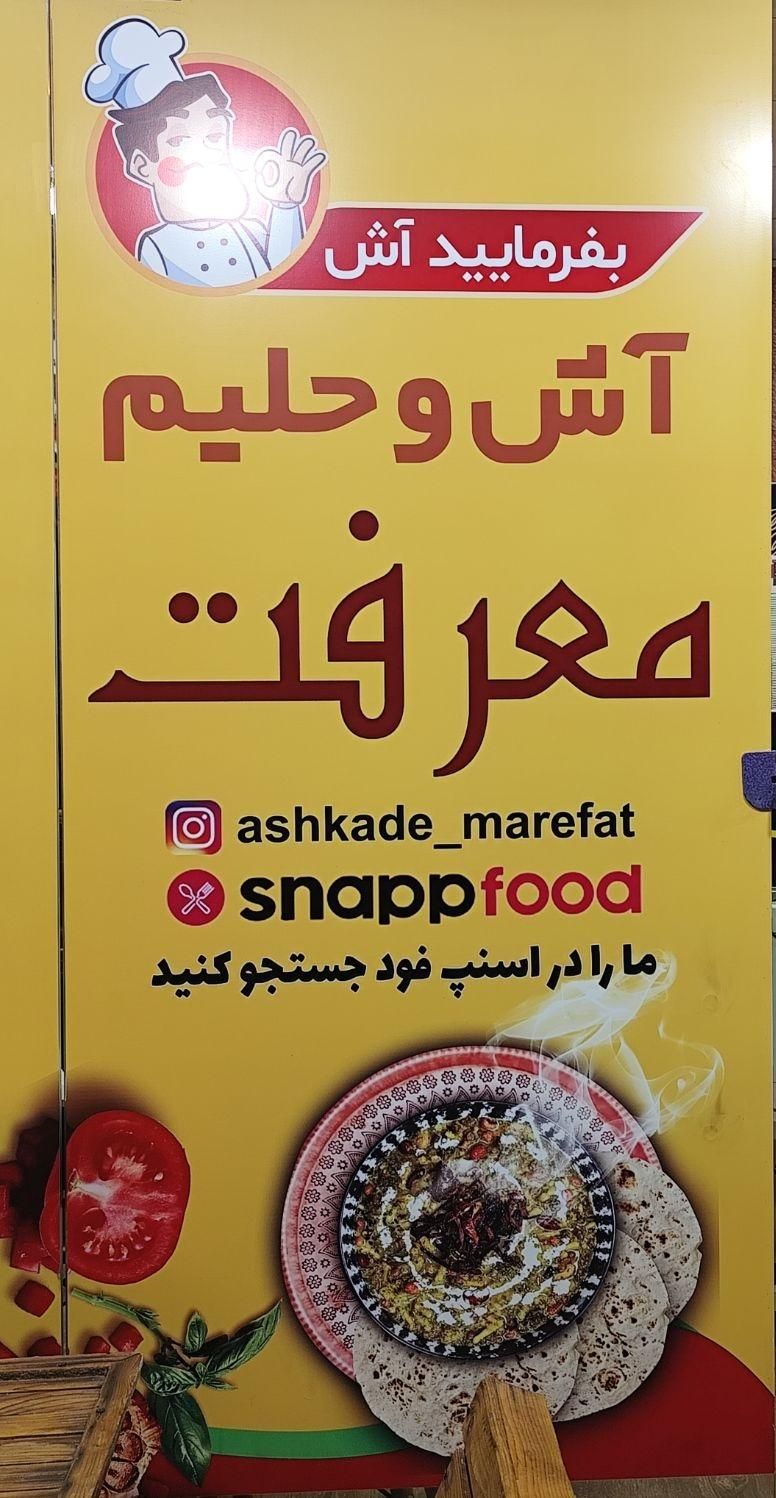 بفرمایید آش
آش و حلیم
معرفت
ashkade_marefat
snappfood
ما را در اسنپ فود جستجو کنید